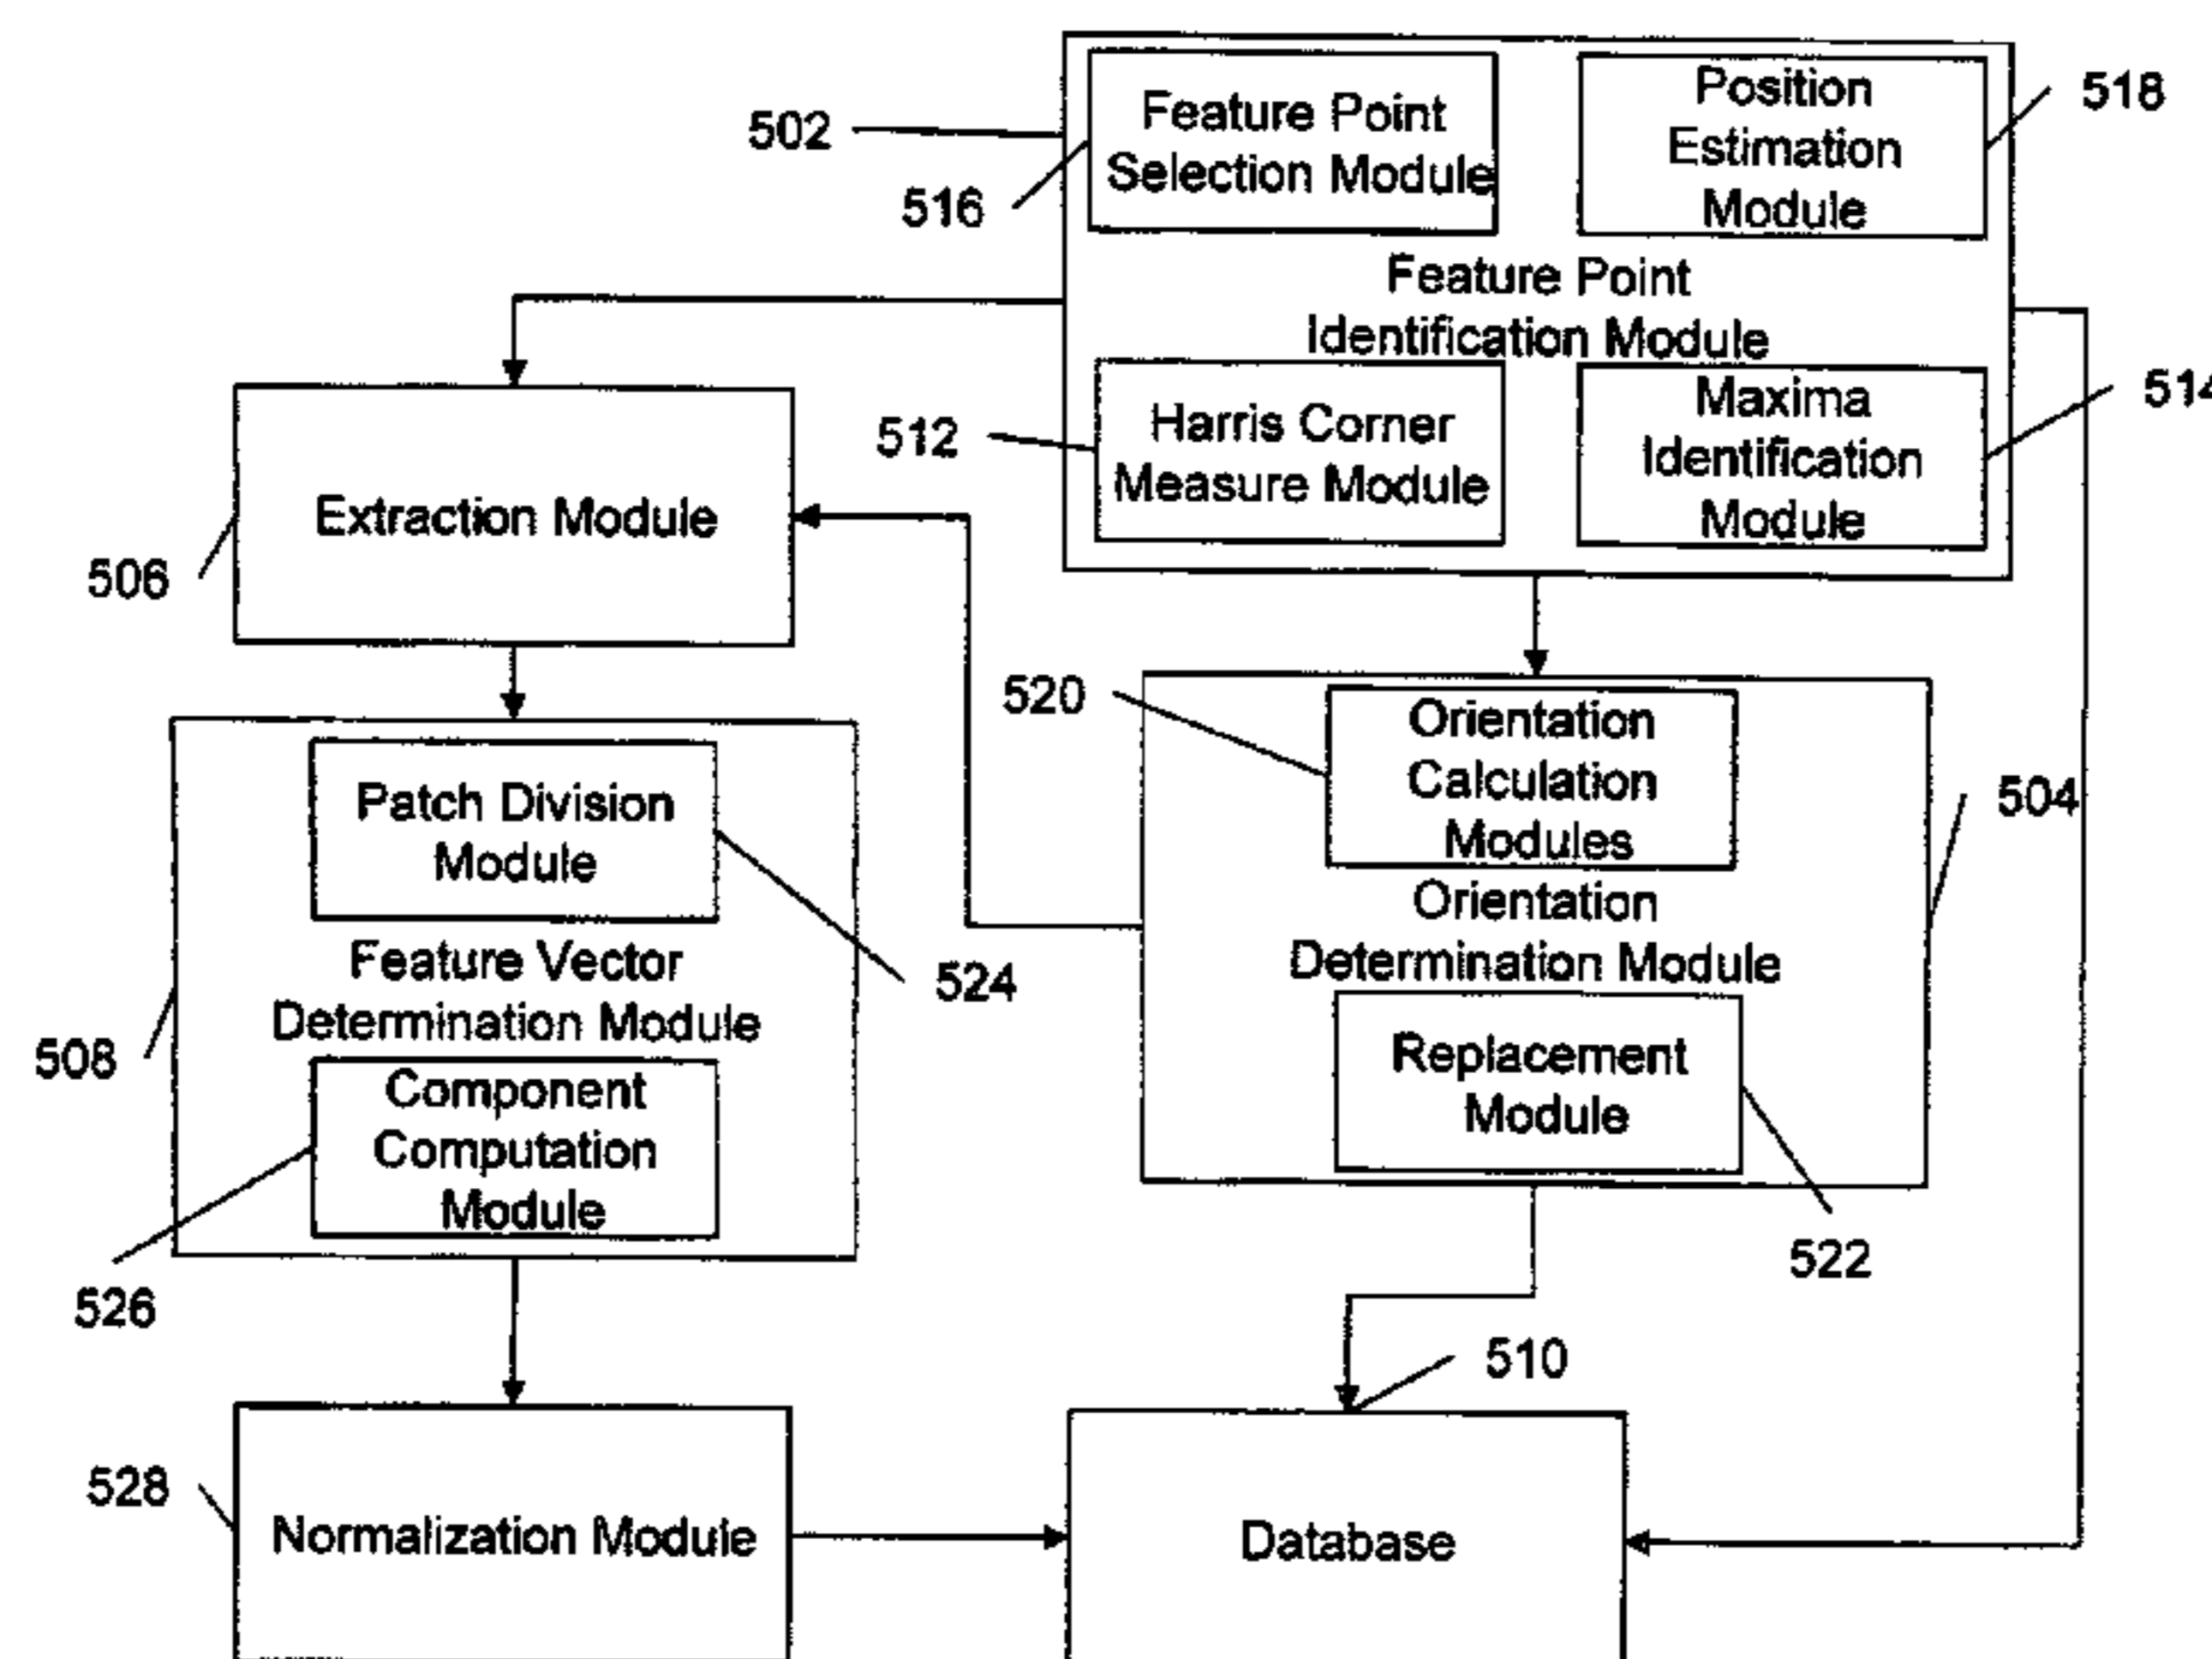 502
516
Feature Point
Selection Module
Position
Estimation
Module
518
Feature Point
Identification Module
512
Harris Corner
Measure Module
Maxima
Identification
Module
514
506
Extraction Module
520
Orientation
Calculation
Modules
504
Orientation
Determination Module
Replacement
Module
522
Patch Division
Module
524
Feature Vector
Determination Module
508
Component
Computation
Module
526
510
528
Normalization Module
Database